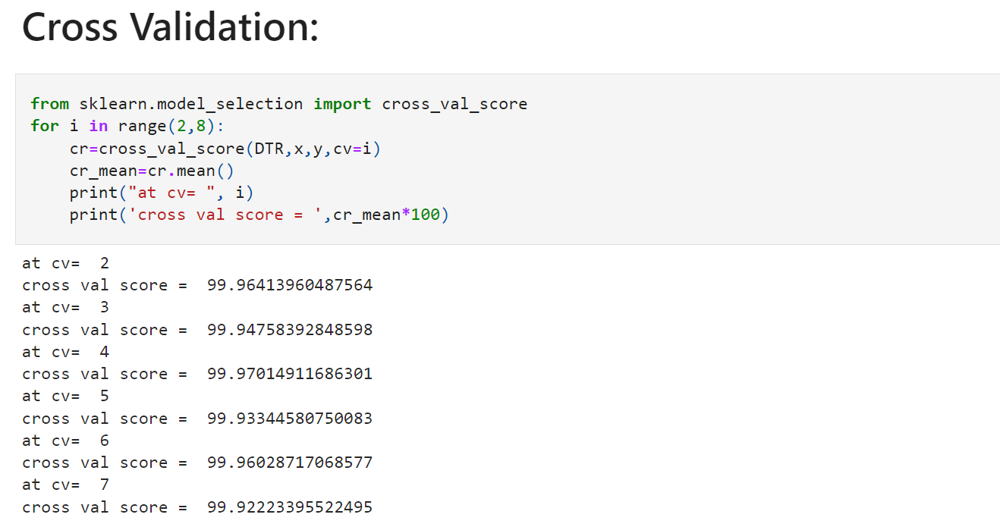 Cross Validation:
from sklearn.model_selection import cross_val_score
for i in range(2,8):
    cr=cross_val_score(DTR,x,y,cv=i)
    cr_mean=cr.mean()
    print("at cv= ", i)
    print('cross val score = ',cr_mean*100)
at cv=  2
cross val score =  99.96413960487564
at cv=  3
cross val score =  99.94758392848598
at cv=  4
cross val score =  99.97014911686301
at cv=  5
cross val score =  99.93344580750083
at cv=  6
cross val score =  99.96028717068577
at cv=  7
cross val score =  99.92223395522495